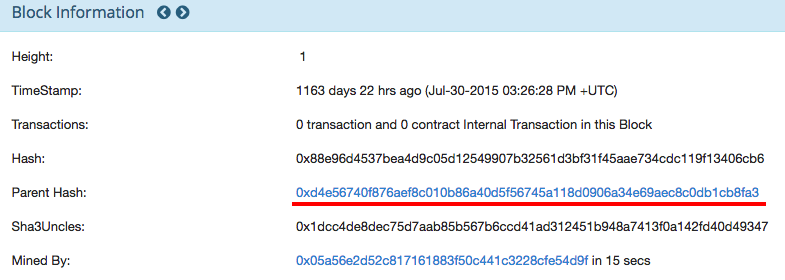 Block Information
Height: 1
TimeStamp: 1163 days 22 hrs ago (Jul-30-2015 03:26:28 PM +UTC)
Transactions: 0 transaction and 0 contract Internal Transaction in this Block
Hash: 0x88e96d4537bea4d9c05d12549907b32561d3bf31f45aae734cdc119f13406cb6
Parent Hash: 0xd4e56740f876aef8c010b86a40d5f56745a118d0906a34e69aec8c0db1cb8fa3
Sha3Uncles: 0x1dcc4de8dec75d7aab85b567b6ccd41ad312451b948a7413f0a142fd40d49347
Mined By: 0x05a56e2d52c817161883f50c441c3228cfe54d9f in 15 secs